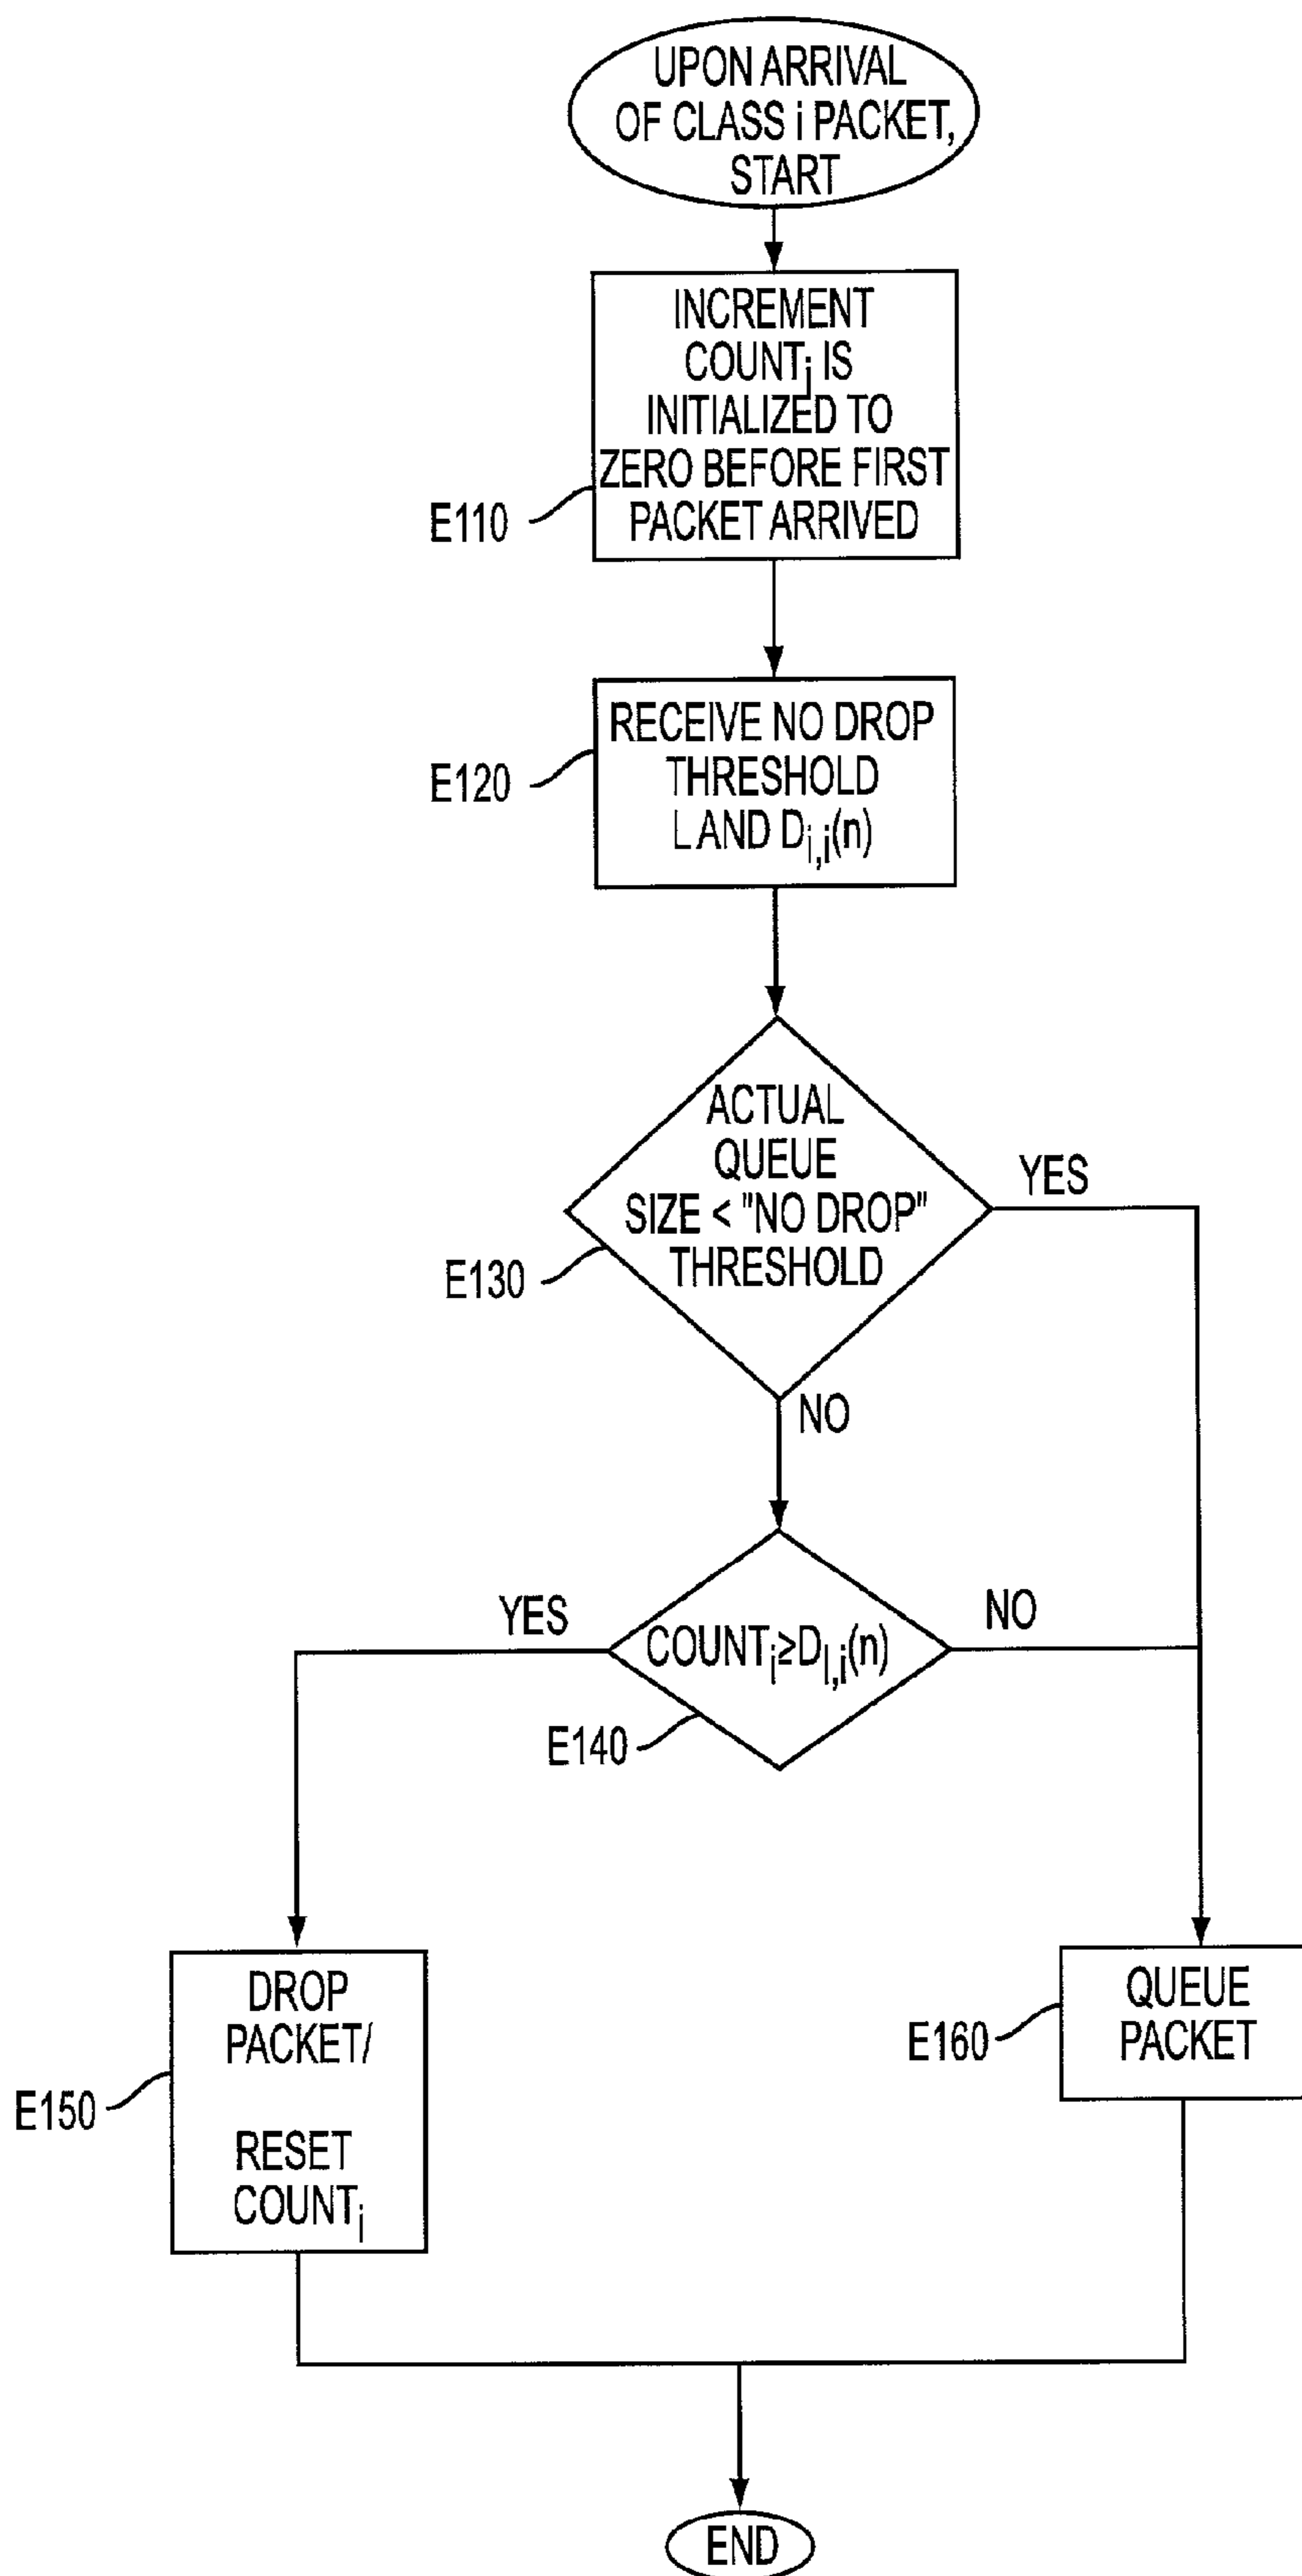 UPON ARRIVAL
OF CLASS i PACKET,
START
INCREMENT
COUNTj IS
INITIALIZED TO
ZERO BEFORE FIRST
PACKET ARRIVED
E110
RECEIVE NO DROP
THRESHOLD
L AND Di,i(n)
E120
ACTUAL
QUEUE
SIZE < "NO DROP"
THRESHOLD
YES
E130
NO
YES
COUNTi≥Dl,i(n)
NO
E140
DROP
PACKET/
RESET
COUNTi
E150
QUEUE
PACKET
E160
END